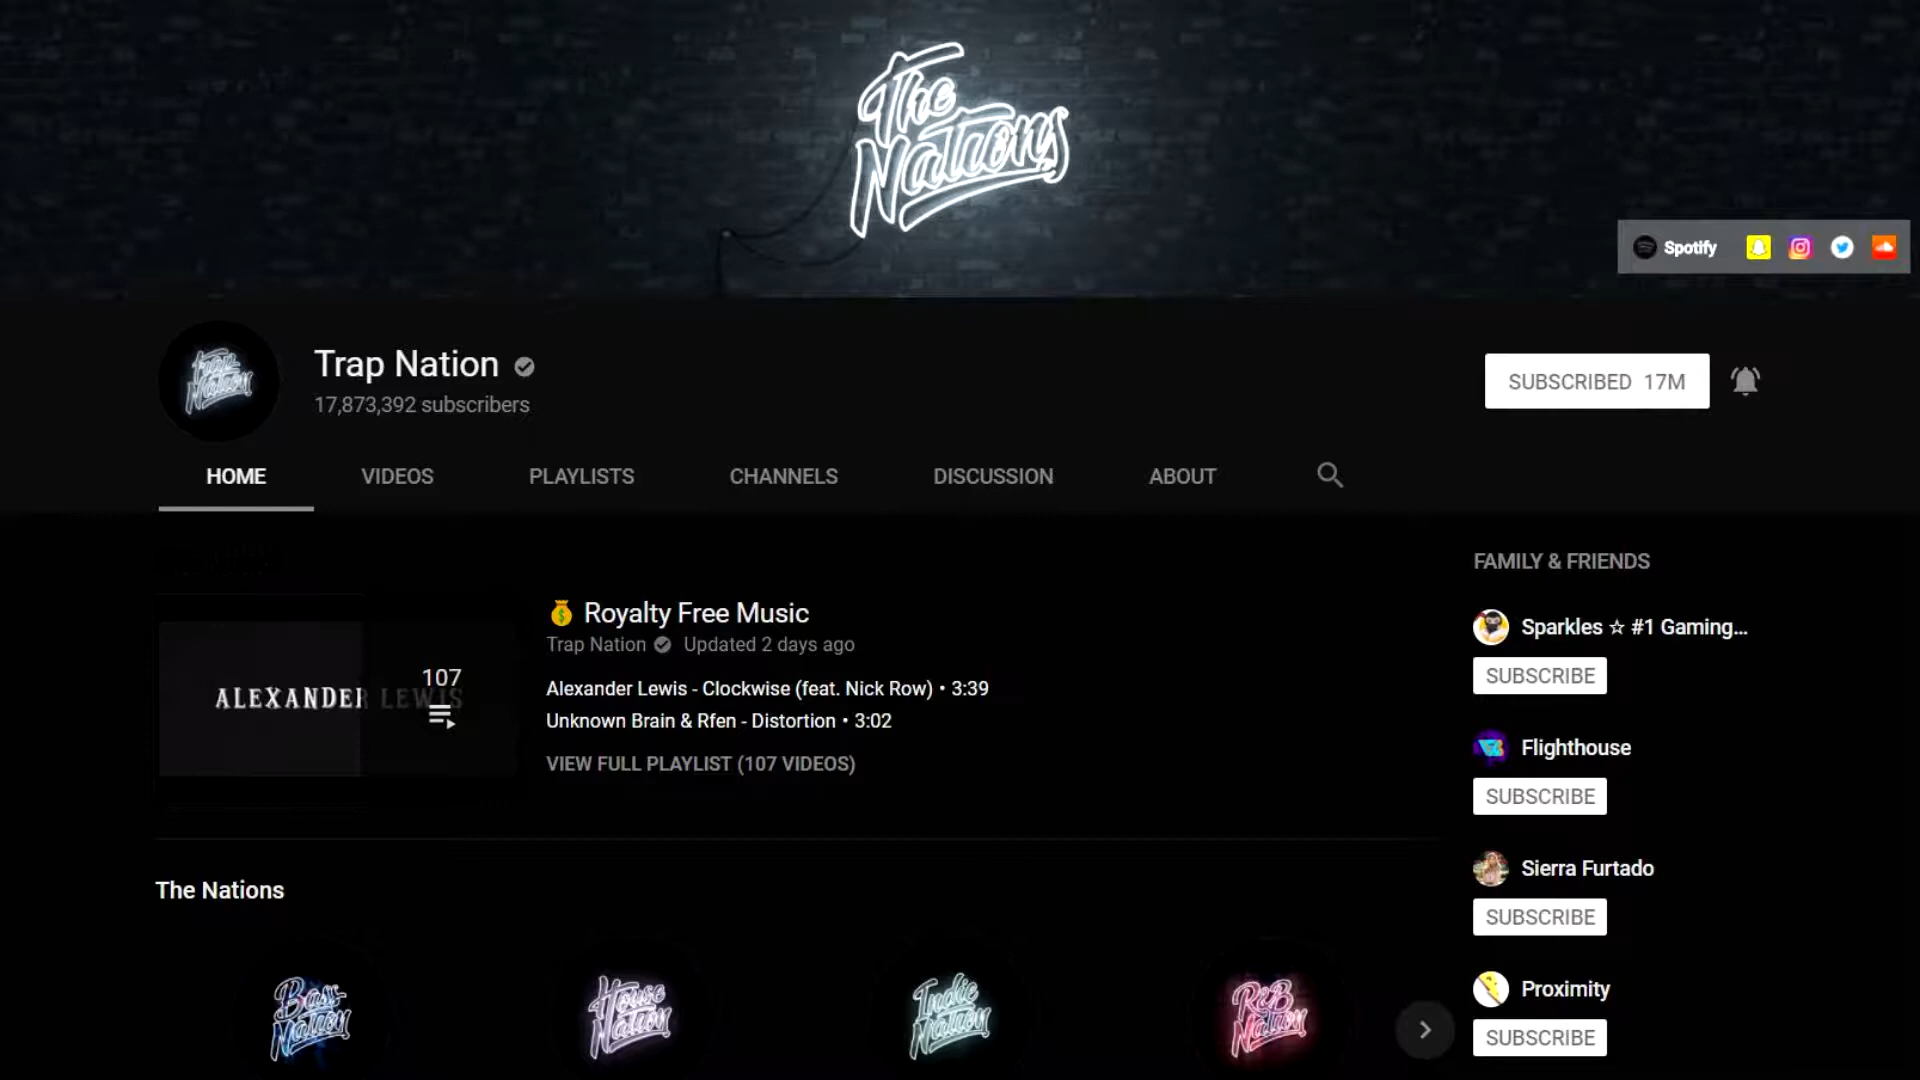 The
Nations
Spotify
Trap
Nation
Trap Nation
17,873,392 subscribers
SUBSCRIBED 17M
HOME VIDEOS PLAYLISTS CHANNELS DISCUSSION ABOUT
FAMILY & FRIENDS
💰 Royalty Free Music
Trap Nation Updated 2 days ago
107
ALEXANDER LEWIS
Alexander Lewis - Clockwise (feat. Nick Row) • 3:39
Unknown Brain & Rfen - Distortion • 3:02
VIEW FULL PLAYLIST (107 VIDEOS)
Sparkles ☆ #1 Gaming...
SUBSCRIBE
Flighthouse
SUBSCRIBE
Sierra Furtado
SUBSCRIBE
Proximity
SUBSCRIBE
The Nations
Bass
Nation
House
Nation
Indie
Nation
R&B
Nation